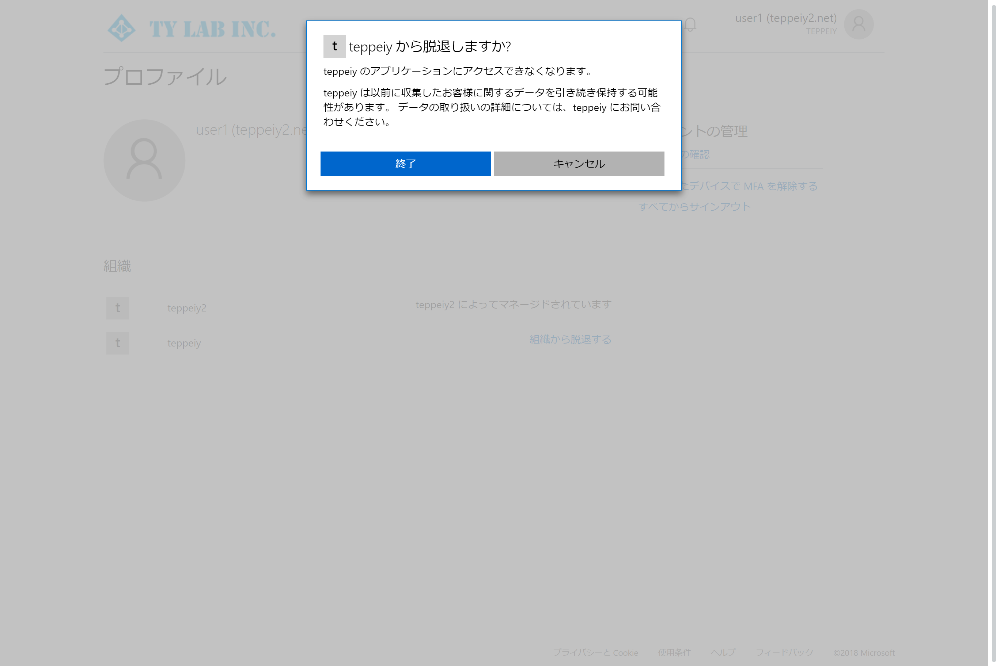 TY LAB INC.
user1 (teppeiy2.net)
TEPPEIY
t teppeiy から脱退しますか?
teppeiy のアプリケーションにアクセスできなくなります。
teppeiy は以前に収集したお客様に関するデータを引き続き保持する可能
性があります。 データの取り扱いの詳細については、teppeiy にお問い合
わせください。
終了
キャンセル
プロファイル
user1 (teppeiy2.ne
ントの管理
の確認
たデバイスで MFA を解除する
すべてからサインアウト
組織
t teppeiy2 teppeiy2 によってマネージドされています
t teppeiy 組織から脱退する
プライバシーと Cookie 使用条件 ヘルプ フィードバック ©2018 Microsoft